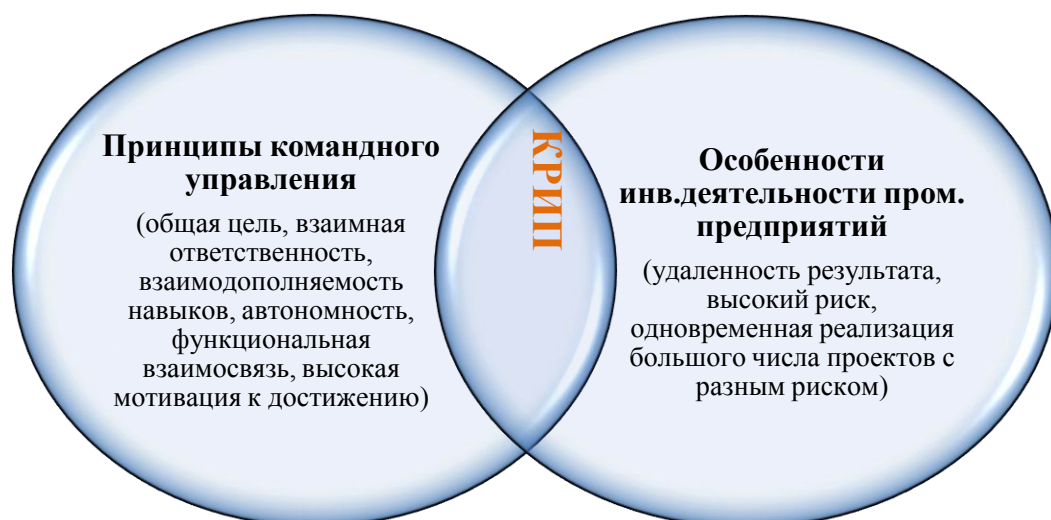 Принципы командного
управления
(общая цель, взаимная
ответственность,
взаимодополняемость
навыков, автономность,
функциональная
взаимосвязь, высокая
мотивация к достижению)
КРИП
Особенности
инв.деятельности пром.
предприятий
(удаленность результата,
высокий риск,
одновременная реализация
большого числа проектов с
разным риском)